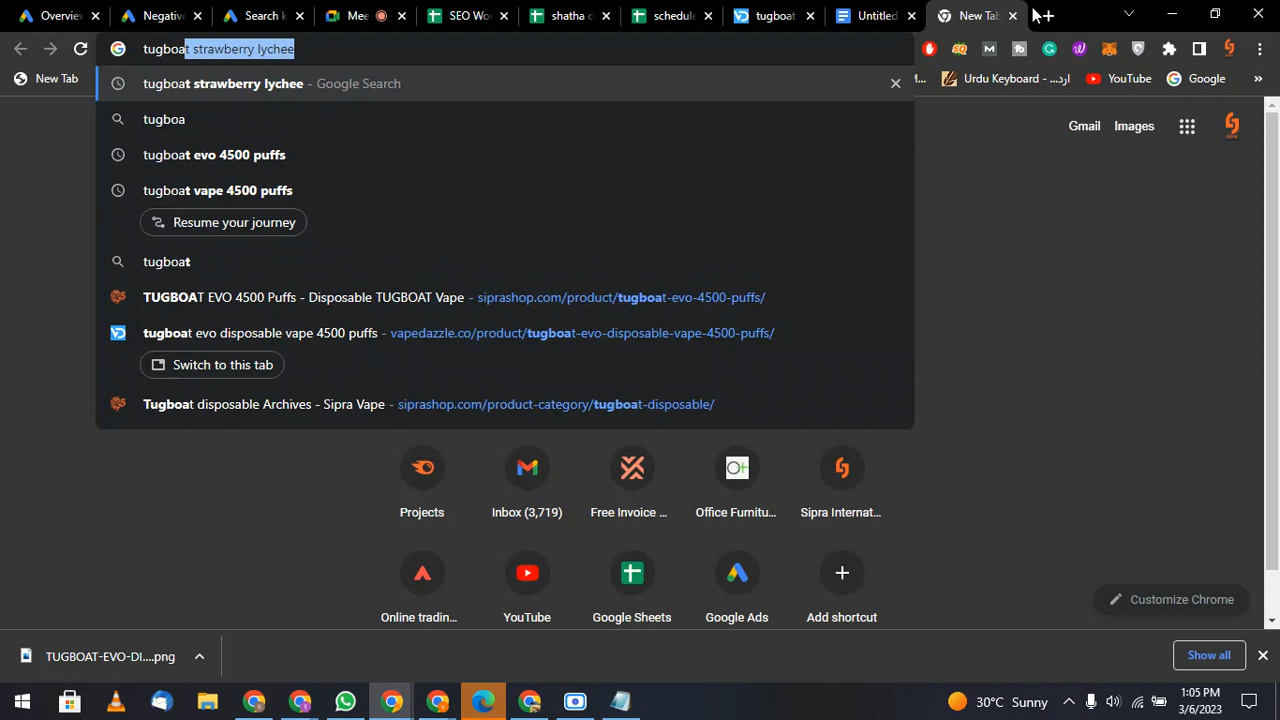 Overview
Negative
Search k
Mee
SEO Wo
shatha c
schedule
tugboat
Untitled
New Tab
tugboat strawberry lychee
New Tab
M...
Urdu Keyboard - ...اردو
YouTube
Google
»
tugboat strawberry lychee - Google Search
tugboa
tugboat evo 4500 puffs
tugboat vape 4500 puffs
Resume your journey
tugboat
TUGBOAT EVO 4500 Puffs - Disposable TUGBOAT Vape - siprashop.com/product/tugboat-evo-4500-puffs/
tugboat evo disposable vape 4500 puffs - vapedazzle.co/product/tugboat-evo-disposable-vape-4500-puffs/
Switch to this tab
Tugboat disposable Archives - Sipra Vape - siprashop.com/product-category/tugboat-disposable/
Gmail Images
Projects
Inbox (3,719)
Free Invoice ...
Office Furnitu...
Sipra Internat...
Online tradin...
YouTube
Google Sheets
Google Ads
Add shortcut
Customize Chrome
TUGBOAT-EVO-DI....png
Show all
30°C Sunny
1:05 PM
3/6/2023